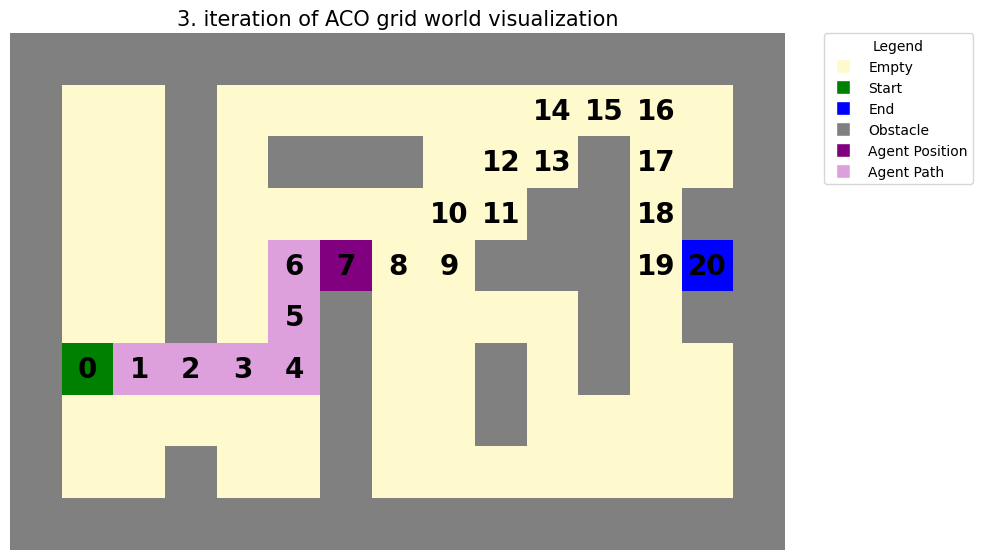 3. iteration of ACO grid world visualization
Legend
Empty
Start
End
Obstacle
Agent Position
Agent Path
14 15 16
12 13 17
10 11 18
6 7 8 9 19 20
5
0 1 2 3 4